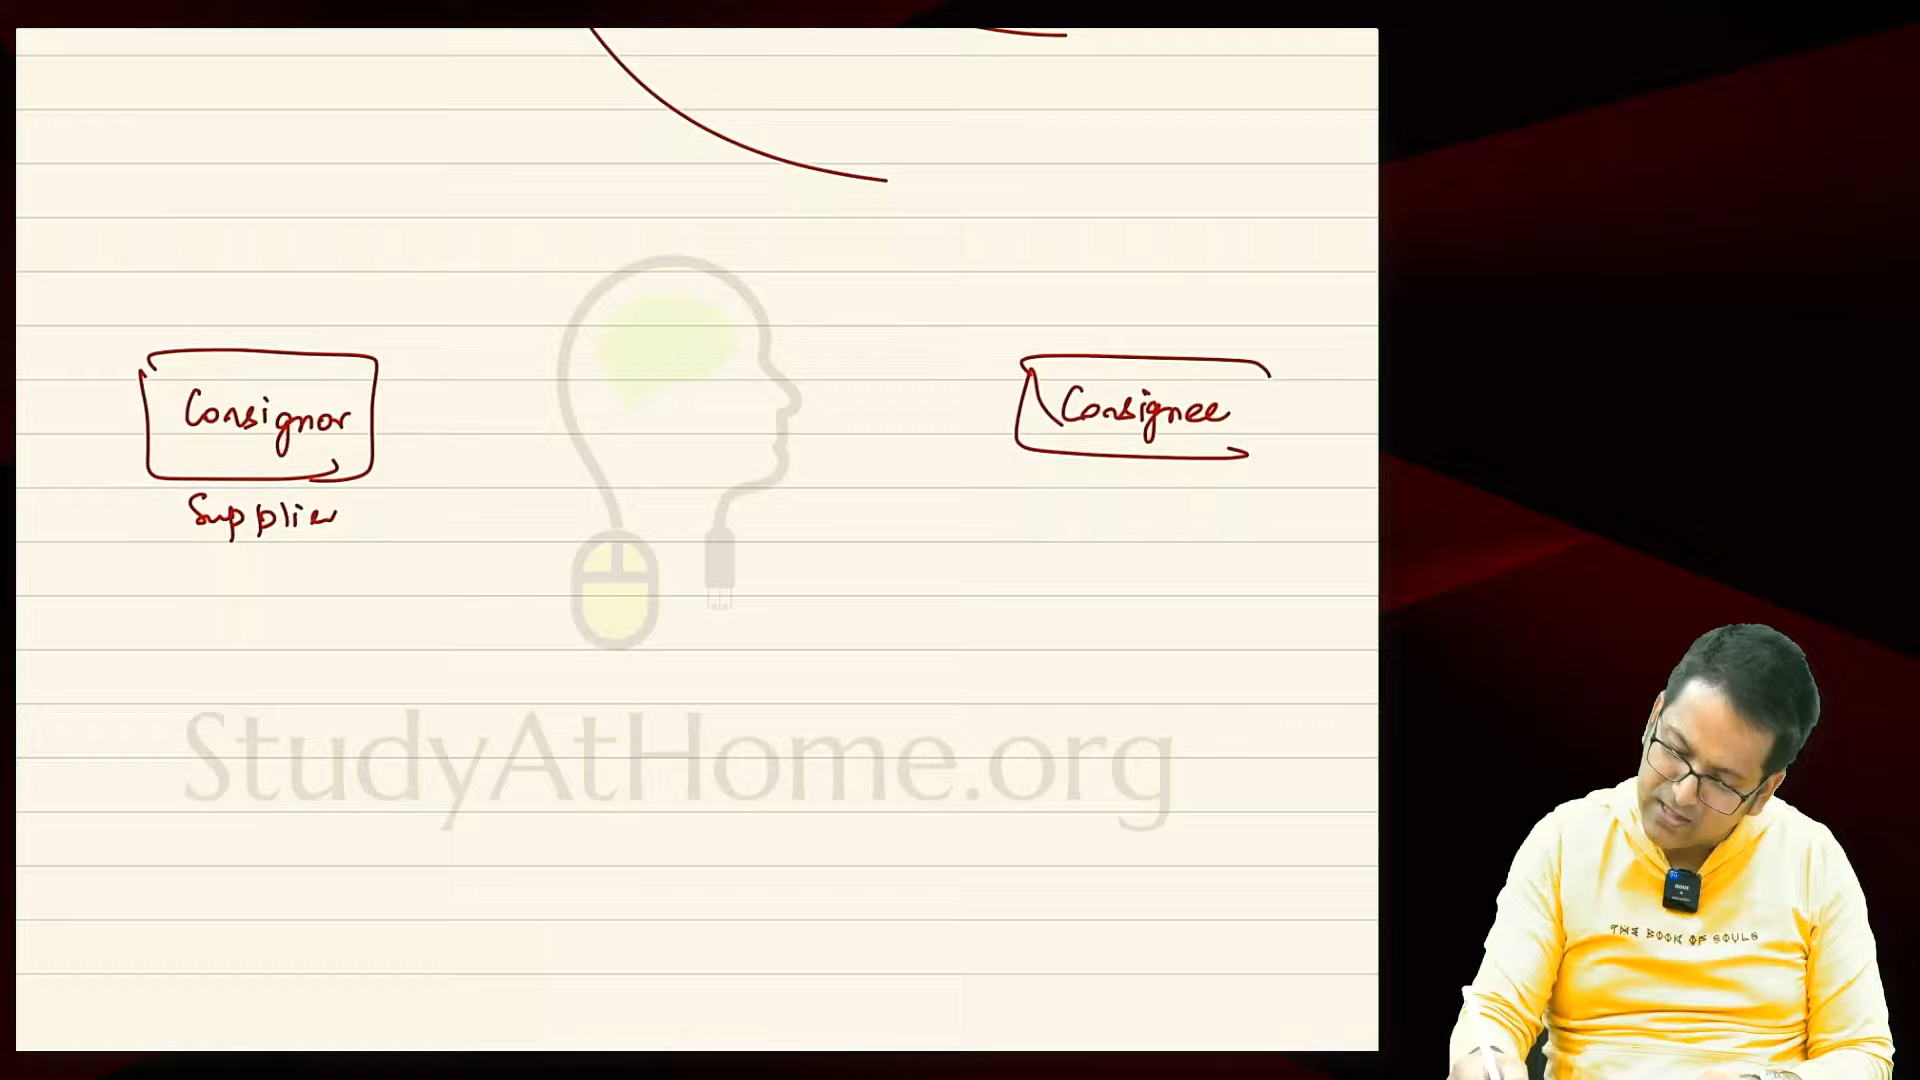 Consignor
Consignee
Supplier
StudyAtHome.org
THE BOOK OF SOULS